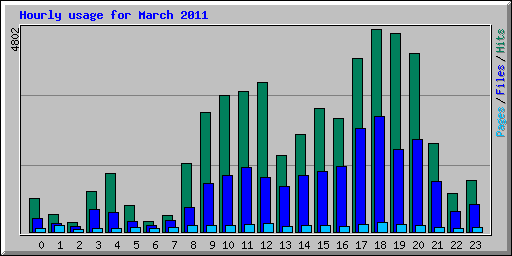 Hourly usage for March 2011
4802
Pages/Files/Hits
0 1 2 3 4 5 6 7 8 9 10 11 12 13 14 15 16 17 18 19 20 21 22 23